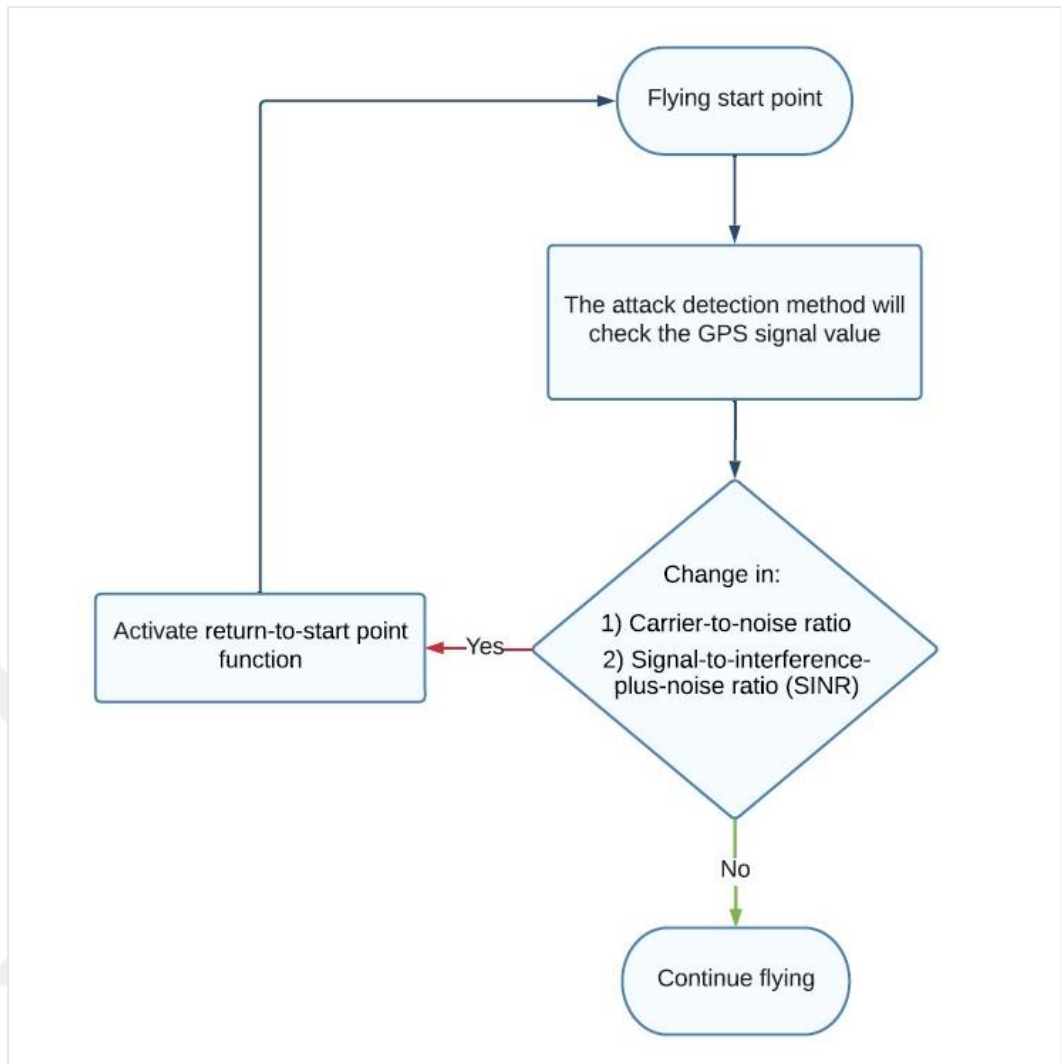 Flying start point
The attack detection method will
check the GPS signal value
Change in:
1) Carrier-to-noise ratio
2) Signal-to-interference-
plus-noise ratio (SINR)
Yes
Activate return-to-start point
function
No
Continue flying